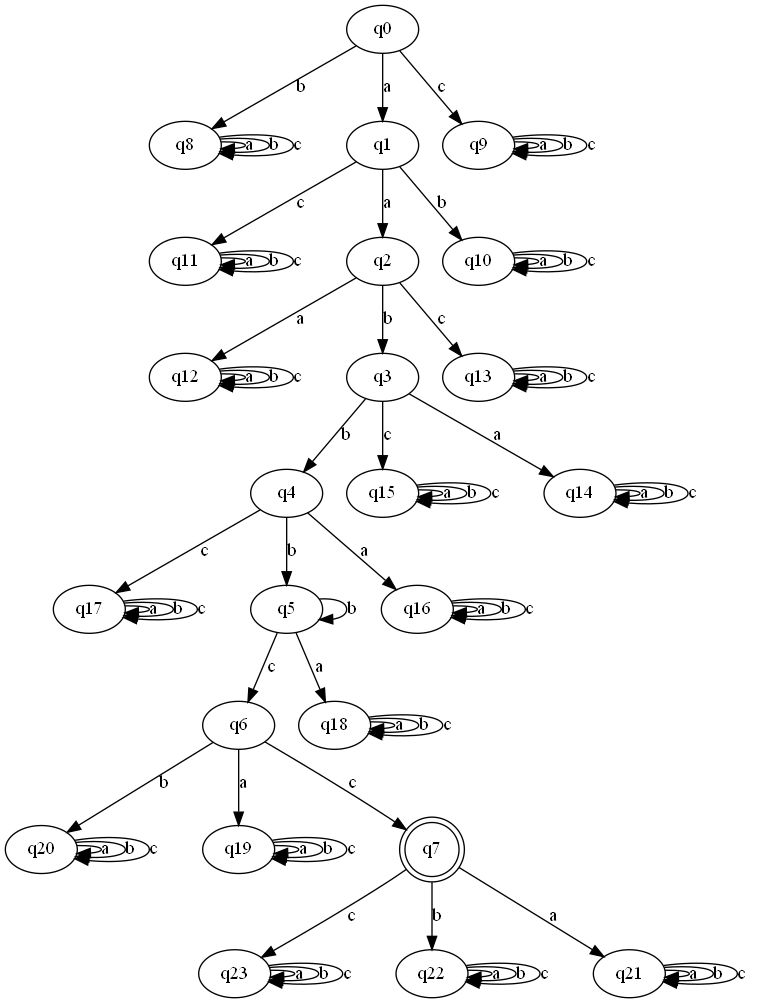 q0
b a c
q8 a b c q1 q9 a b c
c a b
q11 a b c q2 q10 a b c
a b c
q12 a b c q3 q13 a b c
b c a
q4 q15 a b c q14 a b c
c b a
q17 a b c q5 b q16 a b c
c a
q6 q18 a b c
b a c
q20 a b c q19 a b c q7
c b a
q23 a b c q22 a b c q21 a b c